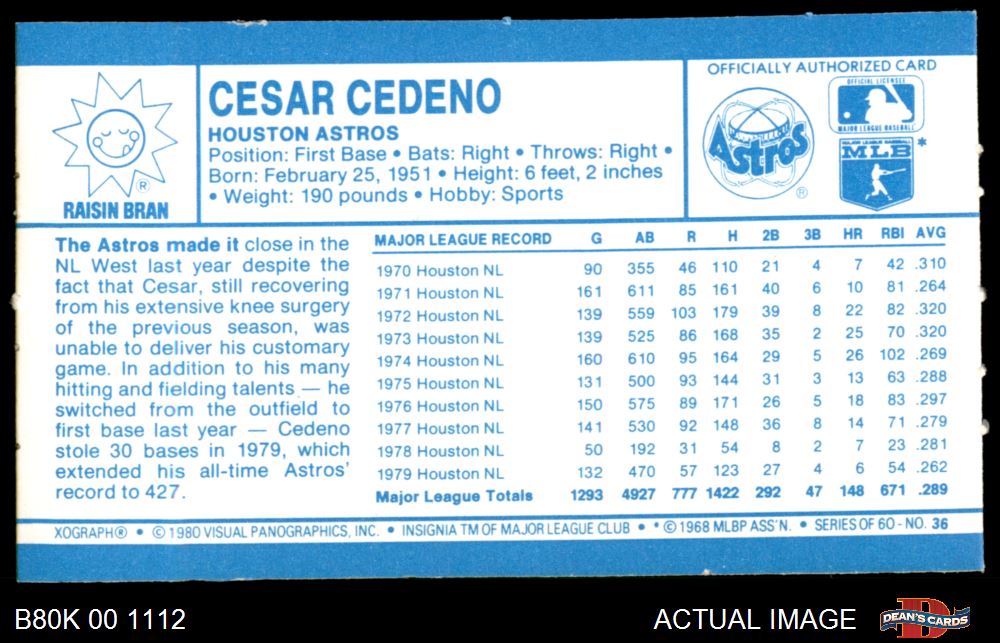 RAISIN BRAN
®
CESAR CEDENO
HOUSTON ASTROS
Position: First Base • Bats: Right • Throws: Right •
Born: February 25, 1951 • Height: 6 feet, 2 inches
• Weight: 190 pounds • Hobby: Sports
OFFICIALLY AUTHORIZED CARD
Astros
®
OFFICIAL LICENSEE
MAJOR LEAGUE BASEBALL
MAJOR LEAGUE BASEBALL
MLB *
The Astros made it close in the
NL West last year despite the
fact that Cesar, still recovering
from his extensive knee surgery
of the previous season, was
unable to deliver his customary
game. In addition to his many
hitting and fielding talents — he
switched from the outfield to
first base last year — Cedeno
stole 30 bases in 1979, which
extended his all-time Astros'
record to 427.
MAJOR LEAGUE RECORD G AB R H 2B 3B HR RBI AVG
1970 Houston NL 90 355 46 110 21 4 7 42 .310
1971 Houston NL 161 611 85 161 40 6 10 81 .264
1972 Houston NL 139 559 103 179 39 8 22 82 .320
1973 Houston NL 139 525 86 168 35 2 25 70 .320
1974 Houston NL 160 610 95 164 29 5 26 102 .269
1975 Houston NL 131 500 93 144 31 3 13 63 .288
1976 Houston NL 150 575 89 171 26 5 18 83 .297
1977 Houston NL 141 530 92 148 36 8 14 71 .279
1978 Houston NL 50 192 31 54 8 2 7 23 .281
1979 Houston NL 132 470 57 123 27 4 6 54 .262
Major League Totals 1293 4927 777 1422 292 47 148 671 .289
XOGRAPH® • © 1980 VISUAL PANOGRAPHICS, INC. • INSIGNIA TM OF MAJOR LEAGUE CLUB • * © 1968 MLBP ASS'N. • SERIES OF 60 - NO. 36
B80K 00 1112
ACTUAL IMAGE
DEAN'S CARDS